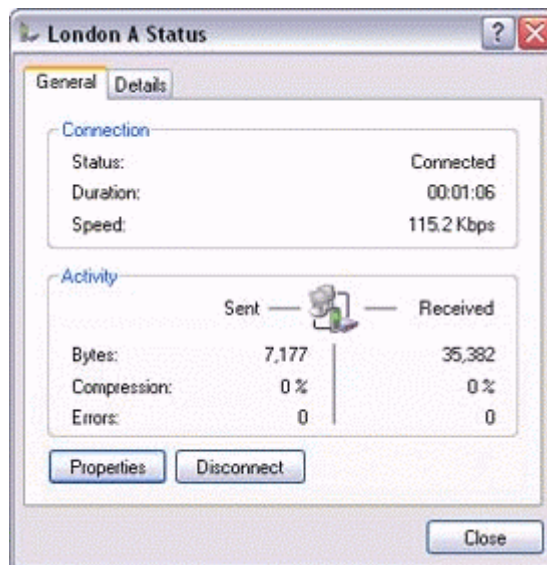 London A Status
General Details
Connection
Status: Connected
Duration: 00:01:06
Speed: 115.2 Kbps
Activity
Sent Received
Bytes: 7,177 35,382
Compression: 0 % 0 %
Errors: 0 0
Properties Disconnect
Close